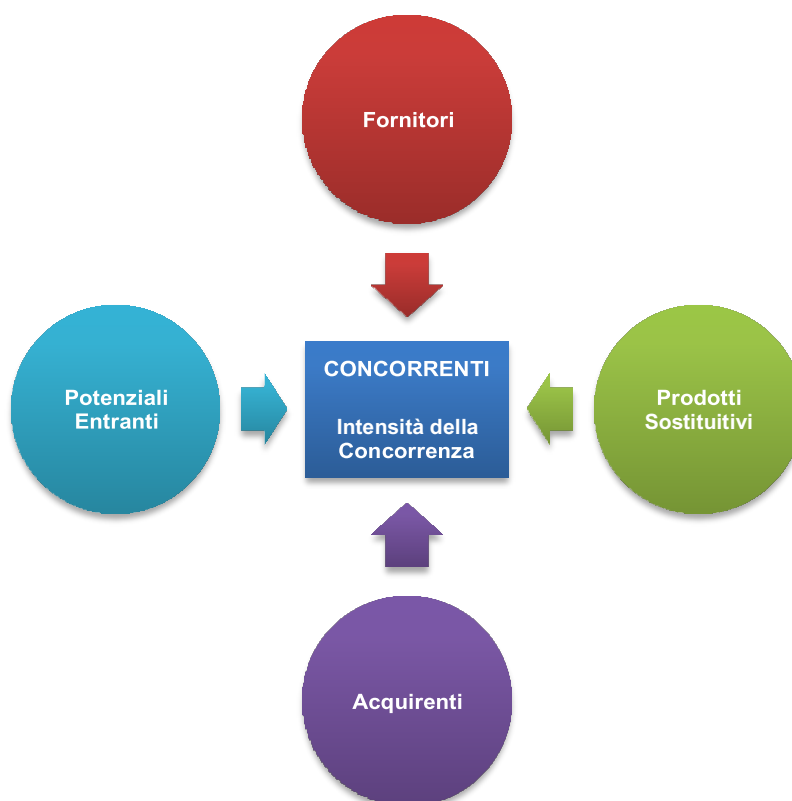 Fornitori
Potenziali
Entranti
CONCORRENTI
Intensità della
Concorrenza
Prodotti
Sostituitivi
Acquirenti